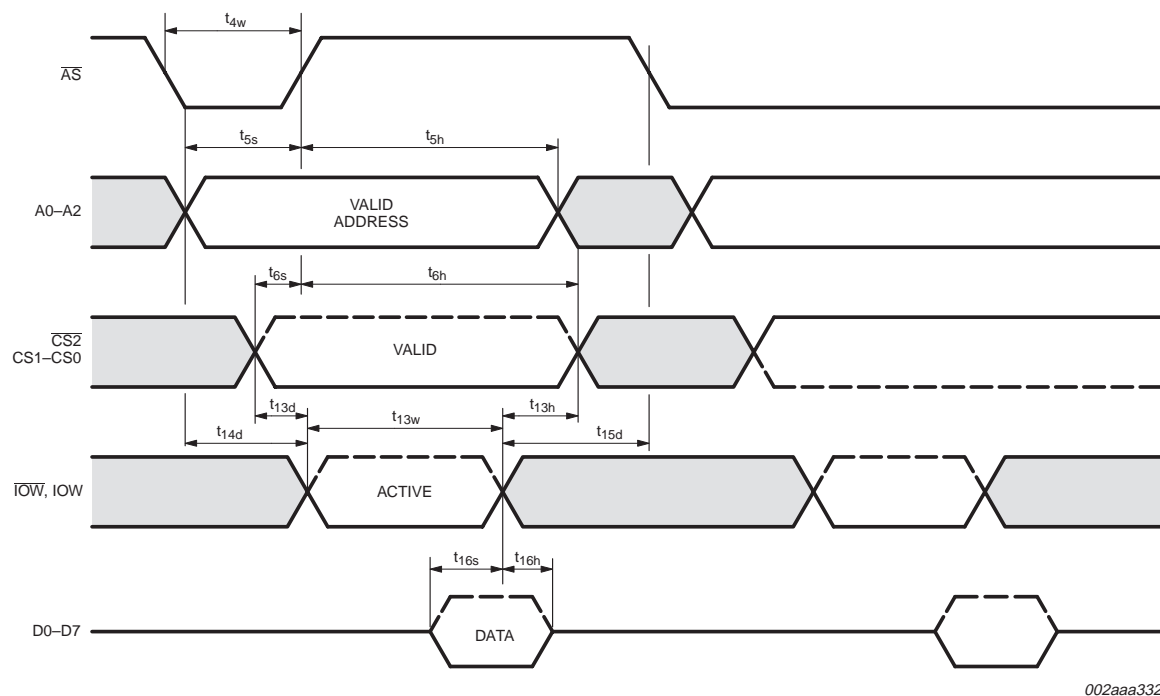 t4w
AS
t5s
t5h
A0–A2
VALID
ADDRESS
t6s
t6h
CS2
CS1–CS0
VALID
t13d
t13w
t13h
t14d
t15d
IOW, IOW
ACTIVE
t16s
t16h
D0–D7
DATA
002aaa332